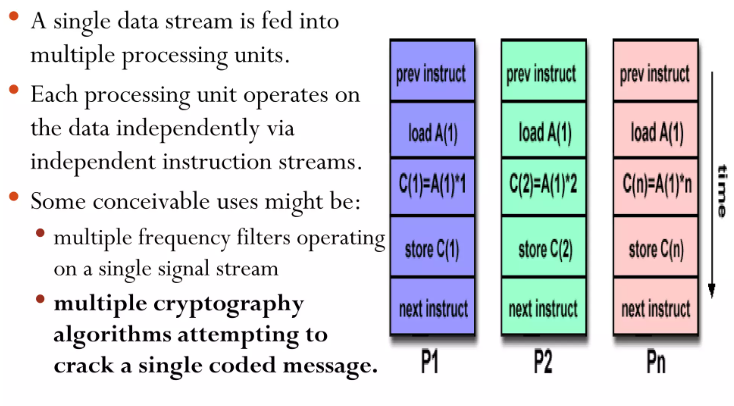 • A single data stream is fed into
multiple processing units.
• Each processing unit operates on
the data independently via
independent instruction streams.
• Some conceivable uses might be:
• multiple frequency filters operating
on a single signal stream
• multiple cryptography
algorithms attempting to
crack a single coded message.
prev instruct
load A(1)
C(1)=A(1)*1
store C(1)
next instruct
P1
prev instruct
load A(1)
C(2)=A(1)*2
store C(2)
next instruct
P2
prev instruct
load A(1)
C(n)=A(1)*n
store C(n)
next instruct
Pn
time